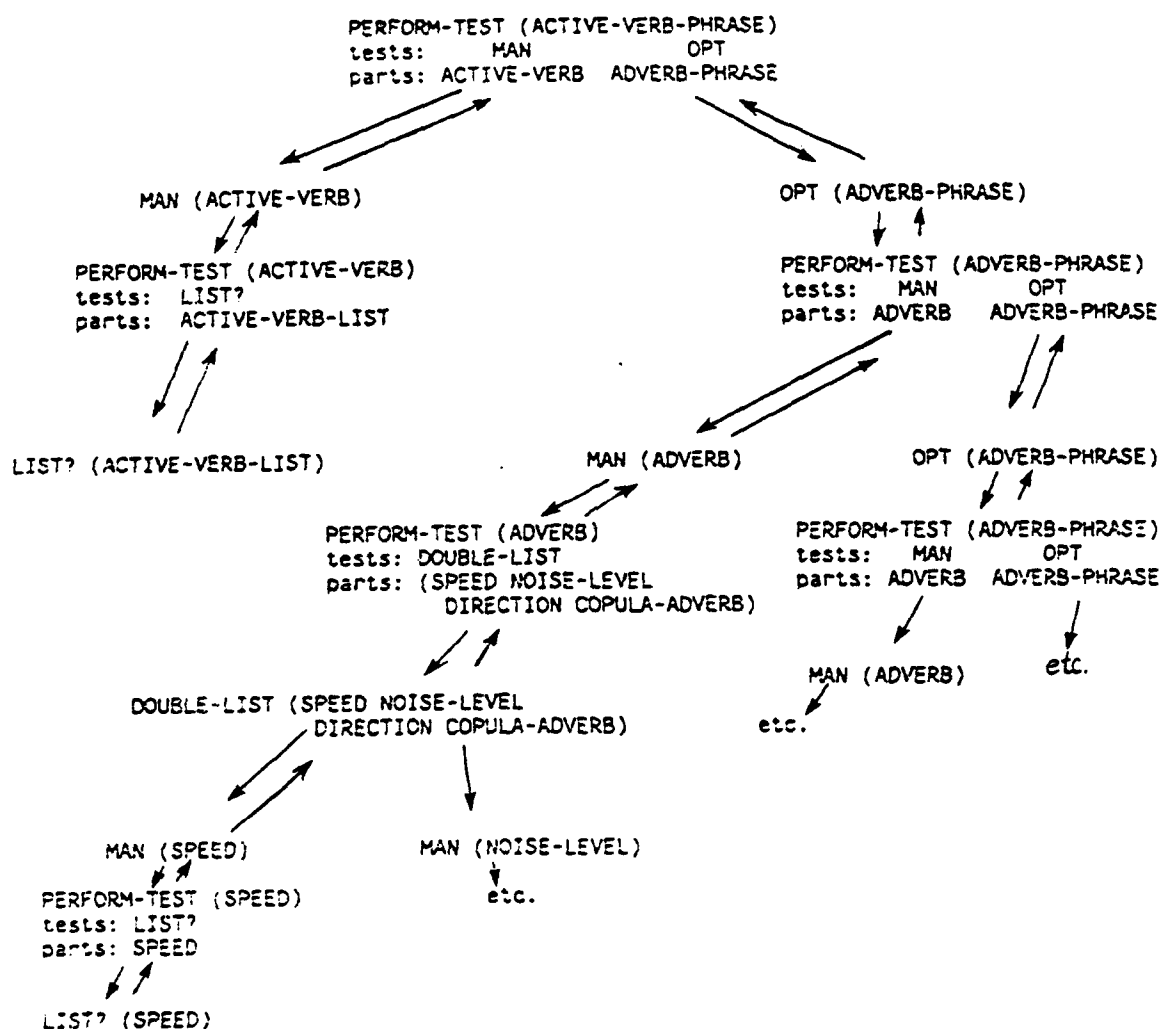 PERFORM-TEST (ACTIVE-VERB-PHRASE)
tests: MAN OPT
parts: ACTIVE-VERB ADVERB-PHRASE
MAN (ACTIVE-VERB)
OPT (ADVERB-PHRASE)
PERFORM-TEST (ACTIVE-VERB)
tests: LIST?
parts: ACTIVE-VERB-LIST
PERFORM-TEST (ADVERB-PHRASE)
tests: MAN OPT
parts: ADVERB ADVERB-PHRASE
LIST? (ACTIVE-VERB-LIST)
MAN (ADVERB)
OPT (ADVERB-PHRASE)
PERFORM-TEST (ADVERB)
tests: DOUBLE-LIST
parts: (SPEED NOISE-LEVEL
DIRECTION COPULA-ADVERB)
PERFORM-TEST (ADVERB-PHRASE)
tests: MAN OPT
parts: ADVERB ADVERB-PHRASE
MAN (ADVERB)
etc.
etc.
DOUBLE-LIST (SPEED NOISE-LEVEL
DIRECTION COPULA-ADVERB)
MAN (SPEED)
MAN (NOISE-LEVEL)
etc.
PERFORM-TEST (SPEED)
tests: LIST?
parts: SPEED
LIST? (SPEED)